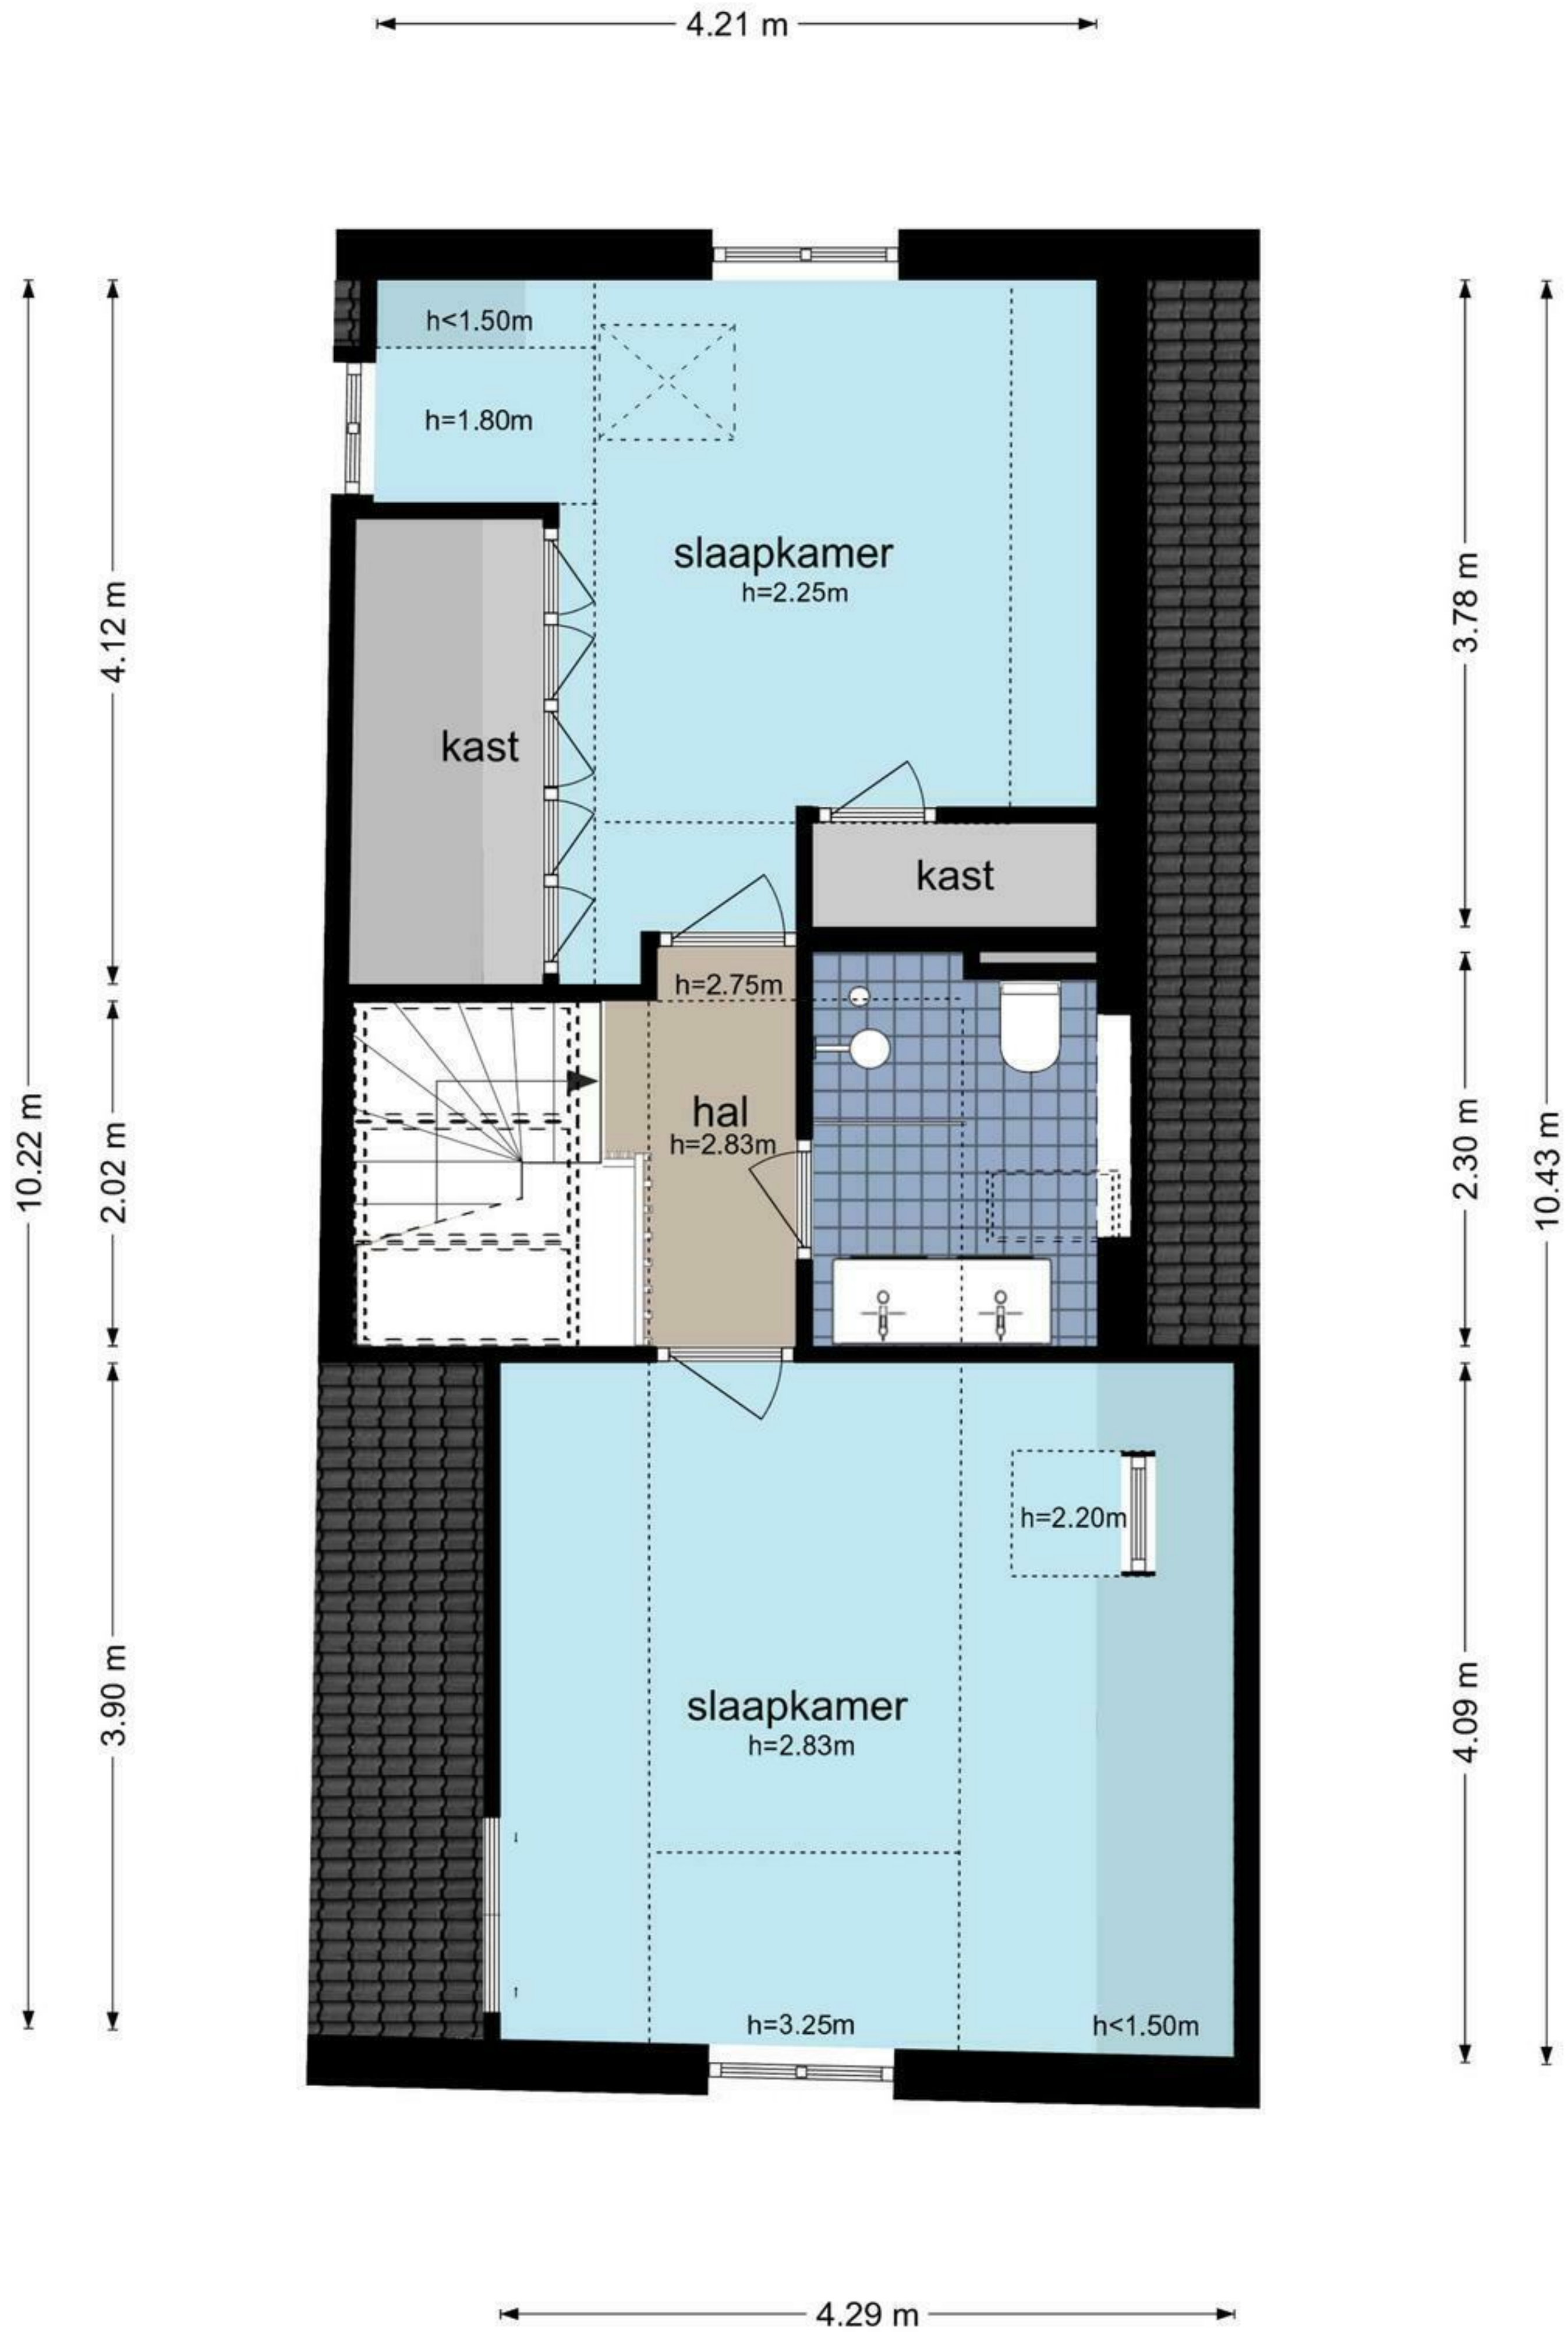 4.21 m
h<1.50m
h=1.80m
slaapkamer
h=2.25m
4.12 m
3.78 m
kast
kast
h=2.75m
hal
h=2.83m
10.22 m
2.02 m
2.30 m
10.43 m
h=2.20m
3.90 m
4.09 m
slaapkamer
h=2.83m
h=3.25m
h<1.50m
4.29 m